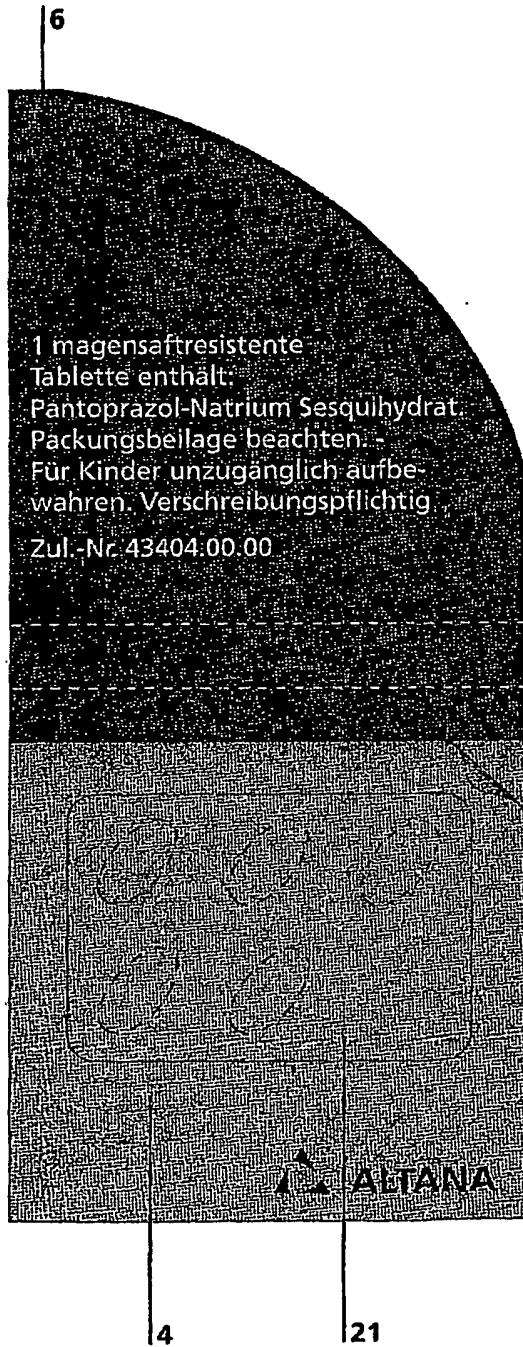 6
1 magensaftresistente
Tablette enthält:
Pantoprazol-Natrium Sesquihydrat.
Packungsbeilage beachten. -
Für Kinder unzugänglich aufbe-
wahren. Verschreibungspflichtig
Zul.-Nr. 43404.00.00
ALTANA
4
21